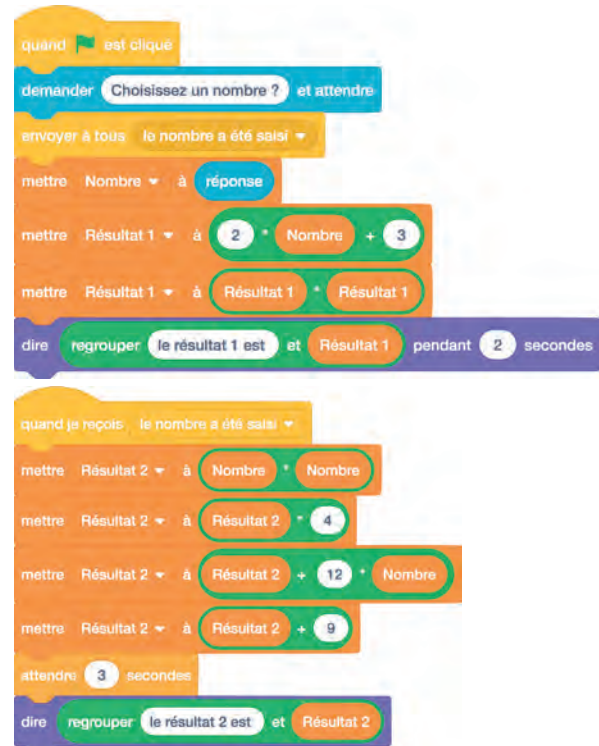 quand est cliqué
demander Choisissez un nombre ? et attendre
envoyer à tous le nombre a été saisi
mettre Nombre à réponse
mettre Résultat 1 à 2 * Nombre + 3
mettre Résultat 1 à Résultat 1 * Résultat 1
dire regrouper le résultat 1 est et Résultat 1 pendant 2 secondes
quand je reçois le nombre a été saisi
mettre Résultat 2 à Nombre * Nombre
mettre Résultat 2 à Résultat 2 * 4
mettre Résultat 2 à Résultat 2 + 12 * Nombre
mettre Résultat 2 à Résultat 2 + 9
attendre 3 secondes
dire regrouper le résultat 2 est et Résultat 2